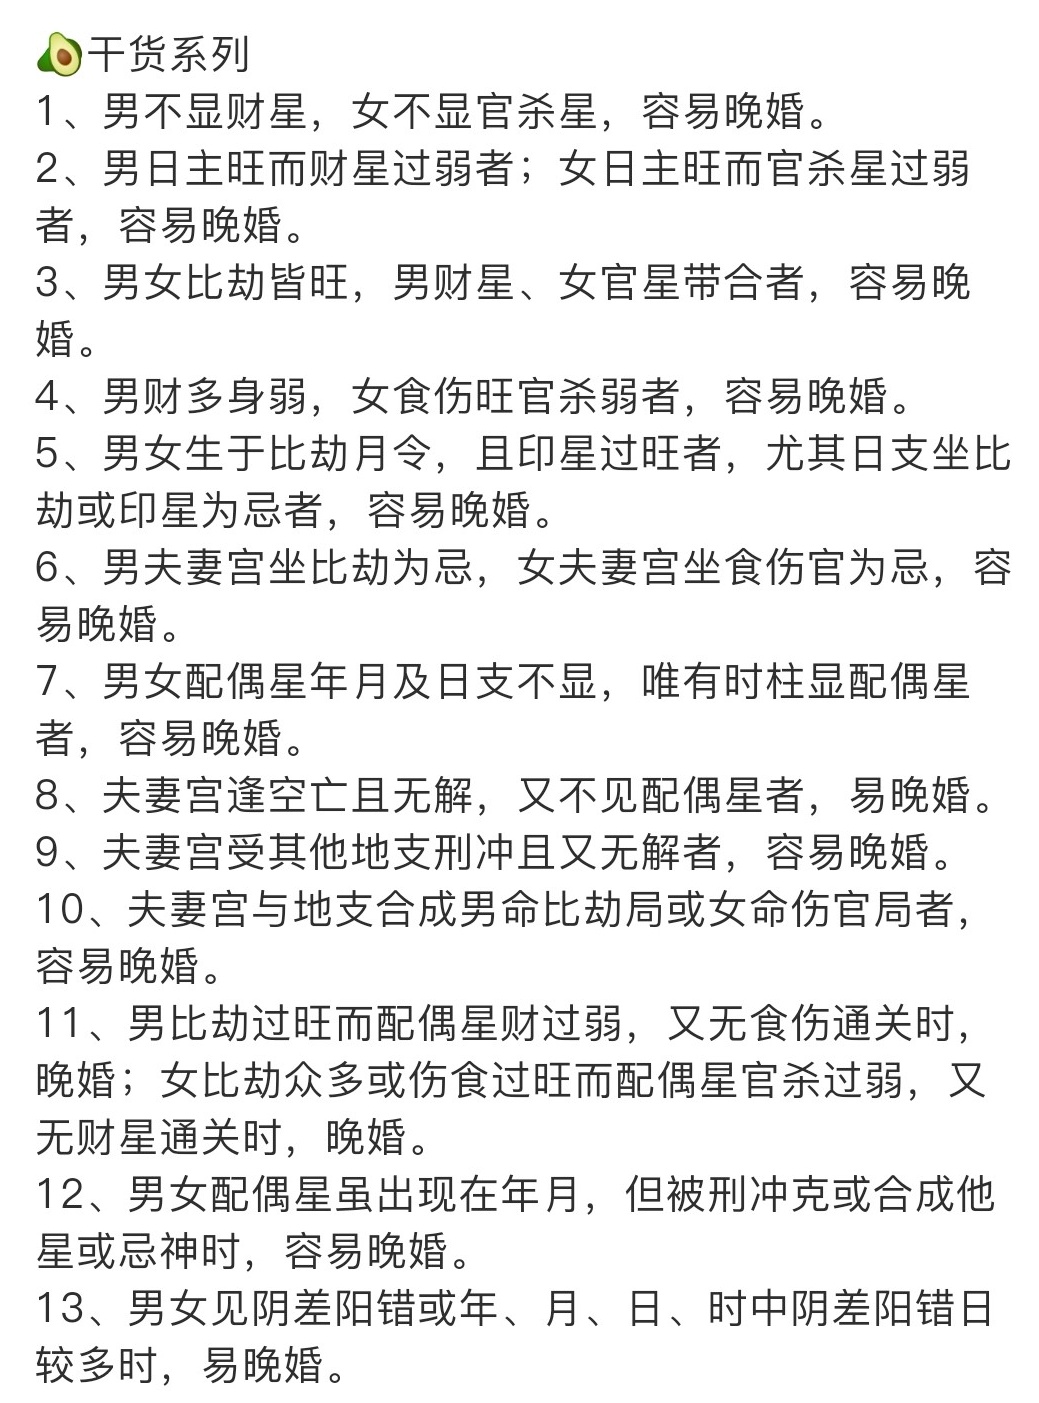 🥑干货系列
1、男不显财星，女不显官杀星，容易晚婚。
2、男日主旺而财星过弱者；女日主旺而官杀星过弱
者，容易晚婚。
3、男女比劫皆旺，男财星、女官星带合者，容易晚
婚。
4、男财多身弱，女食伤旺官杀弱者，容易晚婚。
5、男女生于比劫月令，且印星过旺者，尤其日支坐比
劫或印星为忌者，容易晚婚。
6、男夫妻宫坐比劫为忌，女夫妻宫坐食伤官为忌，容
易晚婚。
7、男女配偶星年月及日支不显，唯有时柱显配偶星
者，容易晚婚。
8、夫妻宫逢空亡且无解，又不见配偶星者，易晚婚。
9、夫妻宫受其他地支刑冲且又无解者，容易晚婚。
10、夫妻宫与地支合成男命比劫局或女命伤官局者，
容易晚婚。
11、男比劫过旺而配偶星财过弱，又无食伤通关时，
晚婚；女比劫众多或伤食过旺而配偶星官杀过弱，又
无财星通关时，晚婚。
12、男女配偶星虽出现在年月，但被刑冲克或合成他
星或忌神时，容易晚婚。
13、男女见阴差阳错或年、月、日、时中阴差阳错日
较多时，易晚婚。